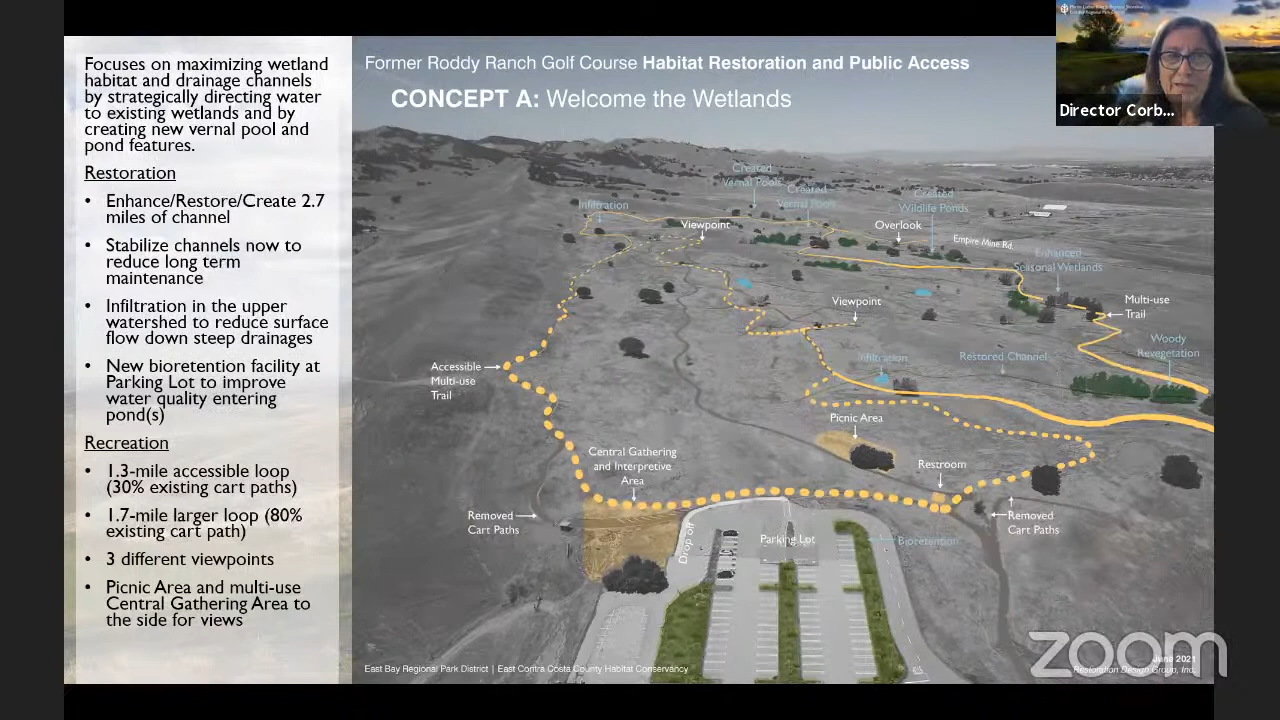 Focuses on maximizing wetland
habitat and drainage channels
by strategically directing water
to existing wetlands and by
creating new vernal pool and
pond features.
Restoration
• Enhance/Restore/Create 2.7
miles of channel
• Stabilize channels now to
reduce long term
maintenance
• Infiltration in the upper
watershed to reduce surface
flow down steep drainages
• New bioretention facility at
Parking Lot to improve
water quality entering
pond(s)
Recreation
• 1.3-mile accessible loop
(30% existing cart paths)
• 1.7-mile larger loop (80%
existing cart path)
• 3 different viewpoints
• Picnic Area and multi-use
Central Gathering Area to
the side for views
Former Roddy Ranch Golf Course Habitat Restoration and Public Access
CONCEPT A: Welcome the Wetlands
Director Corb...
Created
Vernal Pools
Created
Vernal Pool
Created
Wildlife Ponds
Infiltration
Viewpoint
Overlook
Empire Mine Rd.
Enhanced
Seasonal Wetlands
Viewpoint
Multi-use
Trail
Woody
Revegetation
Infiltration
Restored Channel
Accessible
Multi-use
Trail
Picnic Area
Central Gathering
and Interpretive
Area
Restroom
Removed
Cart Paths
Removed
Cart Paths
Drop off
Parking Lot
Bioretention
East Bay Regional Park District | East Contra Costa County Habitat Conservancy
June 2021
Restoration Design Group, Inc.
zoom